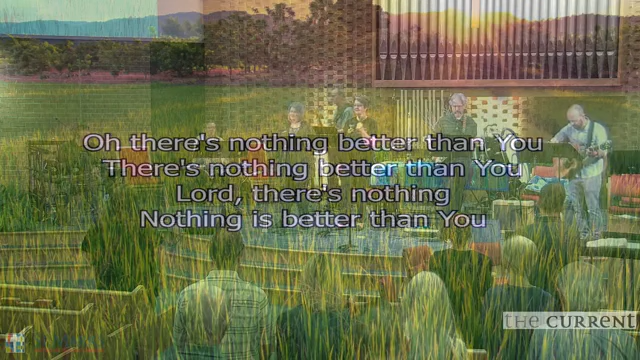 Oh there's nothing better than You
There's nothing better than You
Lord, there's nothing
Nothing is better than You
the CURRENT